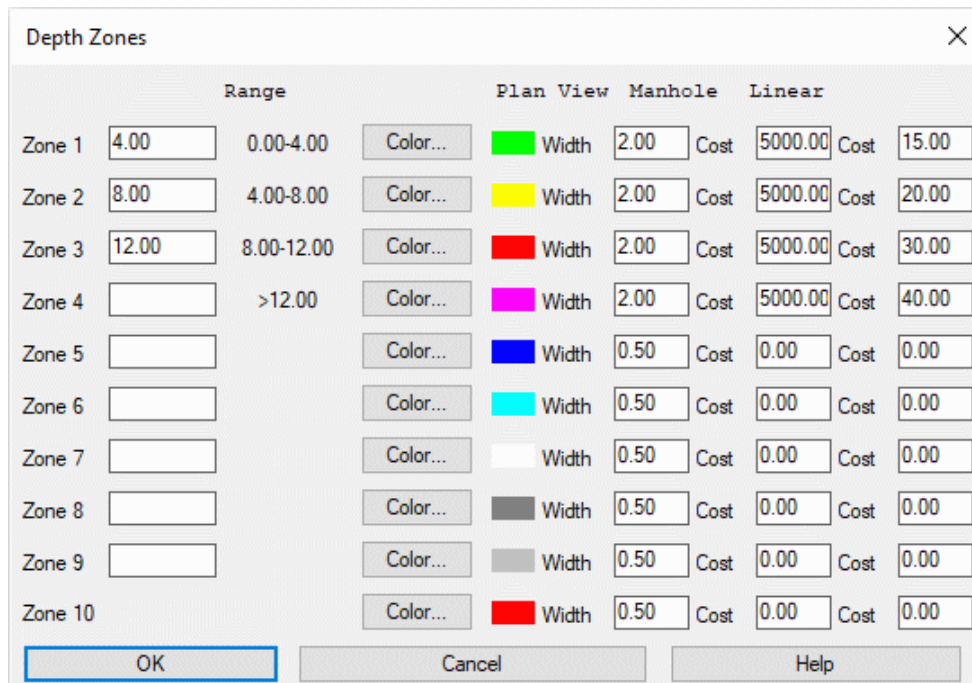 Depth Zones
Range Plan View Manhole Linear
Zone 1 4.00 0.00-4.00 Color... Width 2.00 Cost 5000.00 Cost 15.00
Zone 2 8.00 4.00-8.00 Color... Width 2.00 Cost 5000.00 Cost 20.00
Zone 3 12.00 8.00-12.00 Color... Width 2.00 Cost 5000.00 Cost 30.00
Zone 4 >12.00 Color... Width 2.00 Cost 5000.00 Cost 40.00
Zone 5 Color... Width 0.50 Cost 0.00 Cost 0.00
Zone 6 Color... Width 0.50 Cost 0.00 Cost 0.00
Zone 7 Color... Width 0.50 Cost 0.00 Cost 0.00
Zone 8 Color... Width 0.50 Cost 0.00 Cost 0.00
Zone 9 Color... Width 0.50 Cost 0.00 Cost 0.00
Zone 10 Color... Width 0.50 Cost 0.00 Cost 0.00
OK Cancel Help